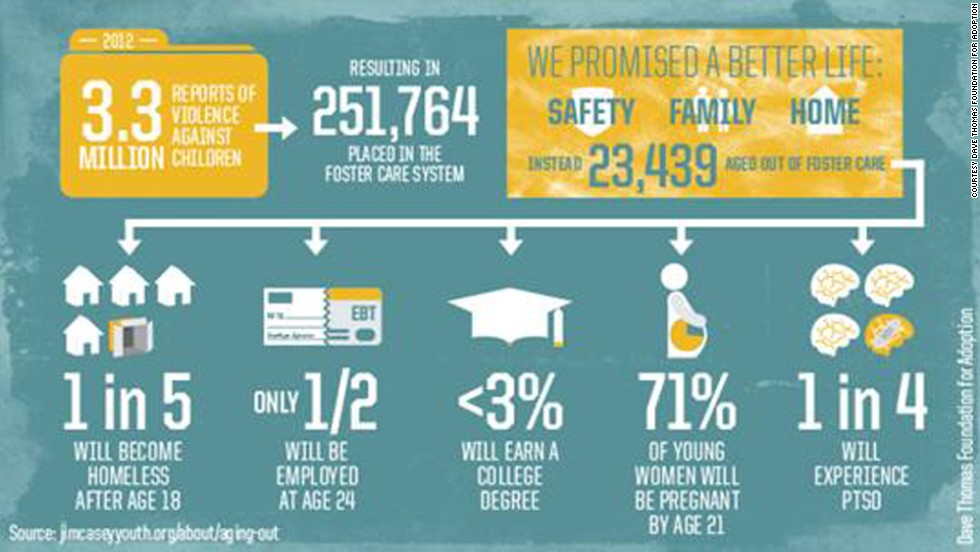 2012
3.3
MILLION
REPORTS OF
VIOLENCE
AGAINST
CHILDREN
RESULTING IN
251,764
PLACED IN THE
FOSTER CARE SYSTEM
WE PROMISED A BETTER LIFE:
SAFETY FAMILY HOME
INSTEAD 23,439 AGED OUT OF FOSTER CARE
1 in 5
WILL BECOME
HOMELESS
AFTER AGE 18
EBT
ONLY 1/2
WILL BE
EMPLOYED
AT AGE 24
<3%
WILL EARN A
COLLEGE
DEGREE
71%
OF YOUNG
WOMEN WILL
BE PREGNANT
BY AGE 21
1 in 4
WILL
EXPERIENCE
PTSD
Source: jimcaseyyouth.org/about/aging-out
Dave Thomas Foundation for Adoption
COURTESY DAVE THOMAS FOUNDATION FOR ADOPTION